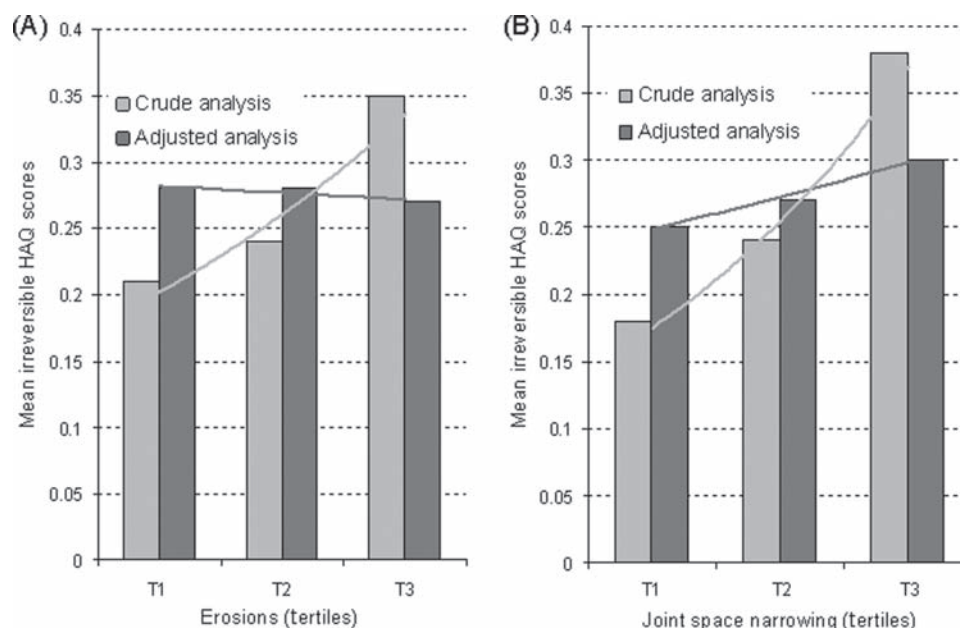 (A)
0.4
0.35
0.3
0.25
0.2
0.15
0.1
0.05
0
Mean irreversible HAQ scores
Crude analysis
Adjusted analysis
T1 T2 T3
Erosions (tertiles)
(B)
0.4
0.35
0.3
0.25
0.2
0.15
0.1
0.05
0
Mean irreversible HAQ scores
Crude analysis
Adjusted analysis
T1 T2 T3
Joint space narrowing (tertiles)